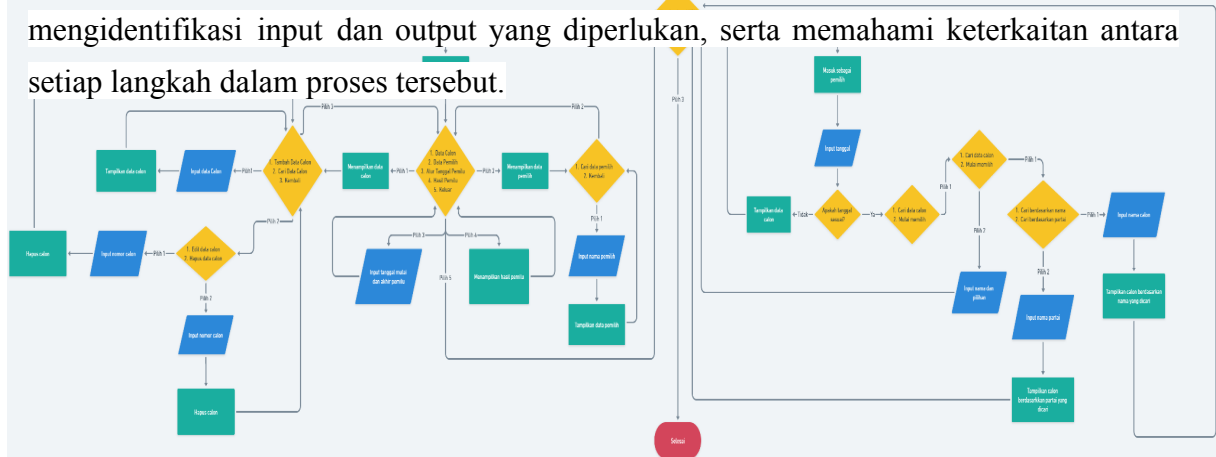 mengidentifikasi input dan output yang diperlukan, serta memahami keterkaitan antara
setiap langkah dalam proses tersebut.
Masuk sebagai
pemilih
Pilih 3
Pilih 3
Pilih 2
Input tanggal
Tampilkan data calon
Pilih 1
Input data Calon
Pilih 1
1. Tambah Data Calon
2. Cari Data Calon
3. Kembali
Menampilkan data
calon
Pilih 1
1. Data Calon
2. Data Pemilih
3. Atur Tanggal Pemilu
4. Hasil Pemilu
5. Keluar
Pilih 2
Menampilkan data
pemilih
1. Cari data pemilih
2. Kembali
1. Cari data calon
2. Mulai memilih
Pilih 1
Pilih 1
Tampilkan data
calon
Tidak
Apakah tanggal
sesuai?
Ya
1. Cari data calon
2. Mulai memilih
1. Cari berdasarkan nama
2. Cari berdasarkan partai
Pilih 1
Input nama calon
Pilih 2
Pilih 1
Pilih 3
Pilih 4
Pilih 2
Hapus calon
Input nomor calon
Pilih 1
1. Edit data calon
2. Hapus data calon
Input nama pemilih
Input tanggal mulai
dan akhir pemilu
Menampilkan hasil pemilu
Pilih 5
Pilih 2
Input nama dan
pilihan
Tampilkan calon berdasarkan
nama yang dicari
Pilih 2
Input nomor calon
Tampilkan data pemilih
Input nama partai
Hapus calon
Tampilkan calon
berdasarkan partai yang
dicari
Selesai